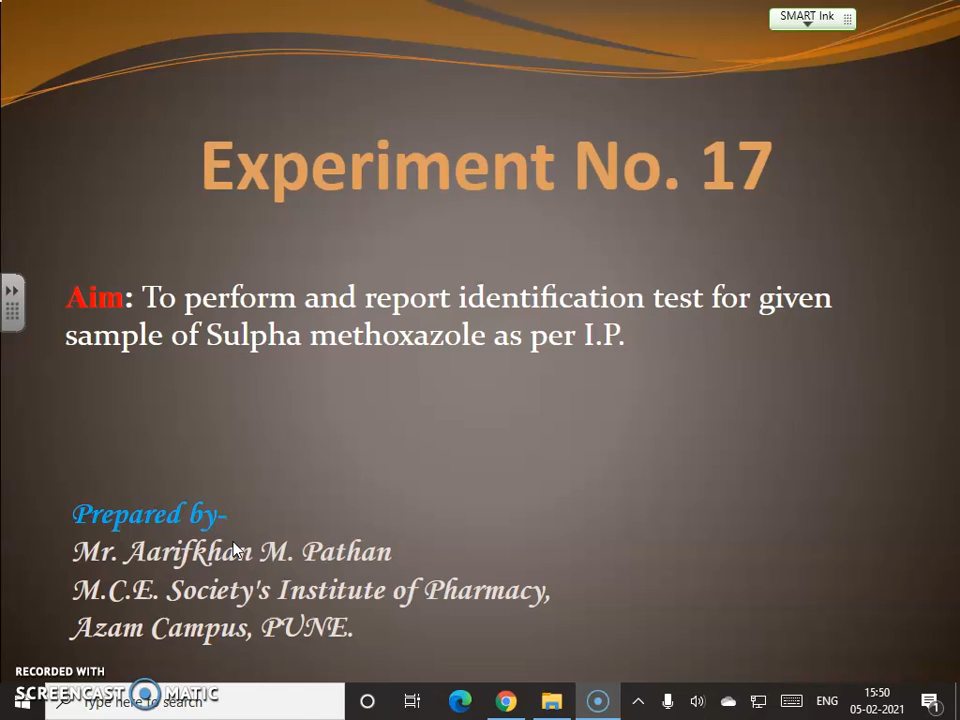 SMART Ink
Experiment No. 17
Aim: To perform and report identification test for given
sample of Sulpha methoxazole as per I.P.
Prepared by-
Mr. Aarifkhan M. Pathan
M.C.E. Society's Institute of Pharmacy,
Azam Campus, PUNE.
RECORDED WITH
SCREENCAST MATIC
Type here to search
ENG
15:50
05-02-2021
1